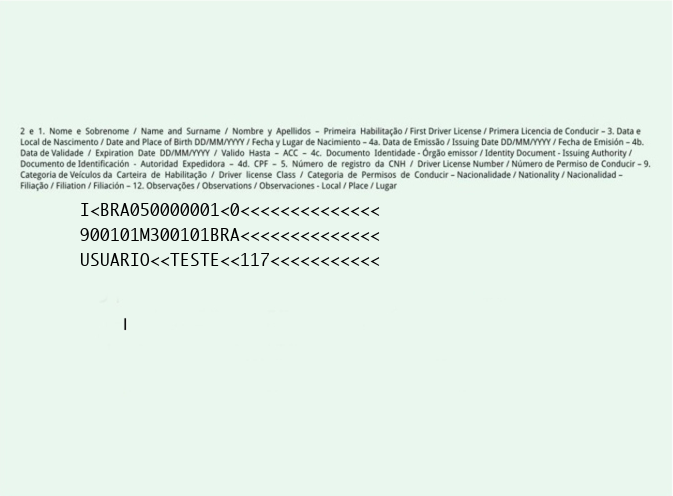 2 e 1. Nome e Sobrenome / Name and Surname / Nombre y Apellidos – Primeira Habilitação / First Driver License / Primera Licencia de Conducir – 3. Data e
Local de Nascimento / Date and Place of Birth DD/MM/YYYY / Fecha y Lugar de Nacimiento – 4a. Data de Emissão / Issuing Date DD/MM/YYYY / Fecha de Emisión – 4b.
Data de Validade / Expiration Date DD/MM/YYYY / Valido Hasta – ACC – 4c. Documento Identidade - Órgão emissor / Identity Document - Issuing Authority /
Documento de Identificación - Autoridad Expedidora – 4d. CPF – 5. Número de registro da CNH / Driver License Number / Número de Permiso de Conducir – 9.
Categoria de Veículos da Carteira de Habilitação / Driver license Class / Categoria de Permisos de Conducir – Nacionalidade / Nationality / Nacionalidad –
Filiação / Filiation / Filiación – 12. Observações / Observations / Observaciones - Local / Place / Lugar
I<BRA050000001<0<<<<<<<<<<<<<<
900101M300101BRA<<<<<<<<<<<<<<
USUARIO<<TESTE<<117<<<<<<<<<<<